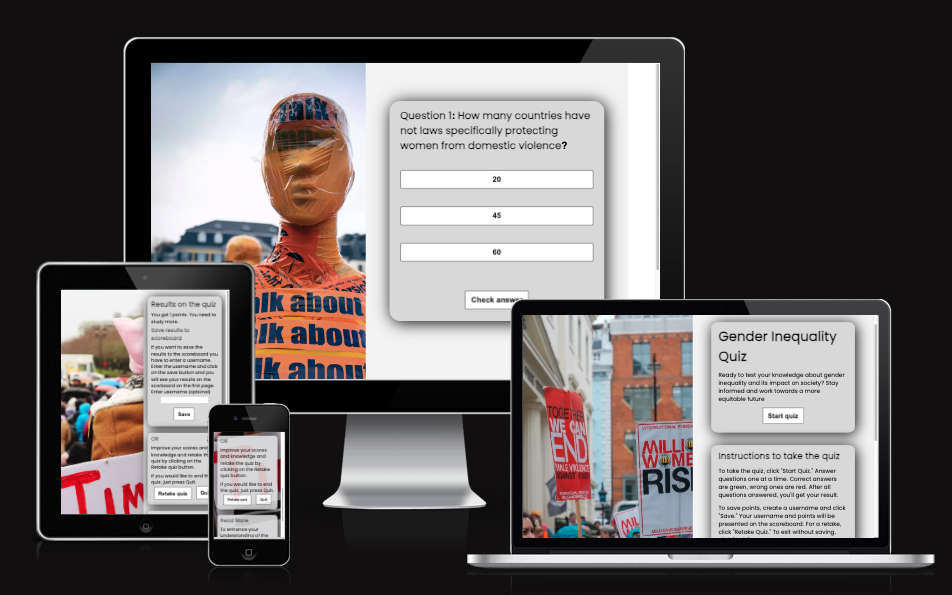 Talk
Question 1: How many countries have
not laws specifically protecting
women from domestic violence?
20
45
60
Check answer
alk about
alk about
alk about
Results on the quiz
You got 1 points. You need to
study more.
Save results to
scoreboard
If you want to save the
results to the scoreboard you
have to enter a username.
Enter the username and click
on the save button and you
will see your results on the
scorboard on the first page.
Enter username (optional)
Save
OR
Improve your scores
and knowledge and
retake the quiz by
clicking on the
Retake quiz button.
If you would like to end th
quiz, just press Quit.
Retake quiz
Qui
TIM
OR
Improve your scores
and knowledge and
retake the quiz by
clicking on the Retake
quiz button.
If you would like to end
the quiz, just press Quit.
Retake quiz
Quit
Read More
To enhance your
understanding of the
TOGETHER
WE CAN
END
MALE VIOLENCE
AGAINST WOMEN
MILLION
WOMEN
RISE
MIL
Gender Inequality
Quiz
Ready to test your knowledge about gender
inequality and its impact on society? Stay
informed and work towards a more
equitable future
Start quiz
Instructions to take the quiz
To take the quiz, click "Start Quiz." Answer
questions one at a time. Correct answers
are green, wrong ones are red. After all
questions answered, you'll get your result.
To save points, create a username and click
"Save." Your username and points will be
presented on the scoreboard. For a retake,
click "Retake Quiz." To exit without saving,